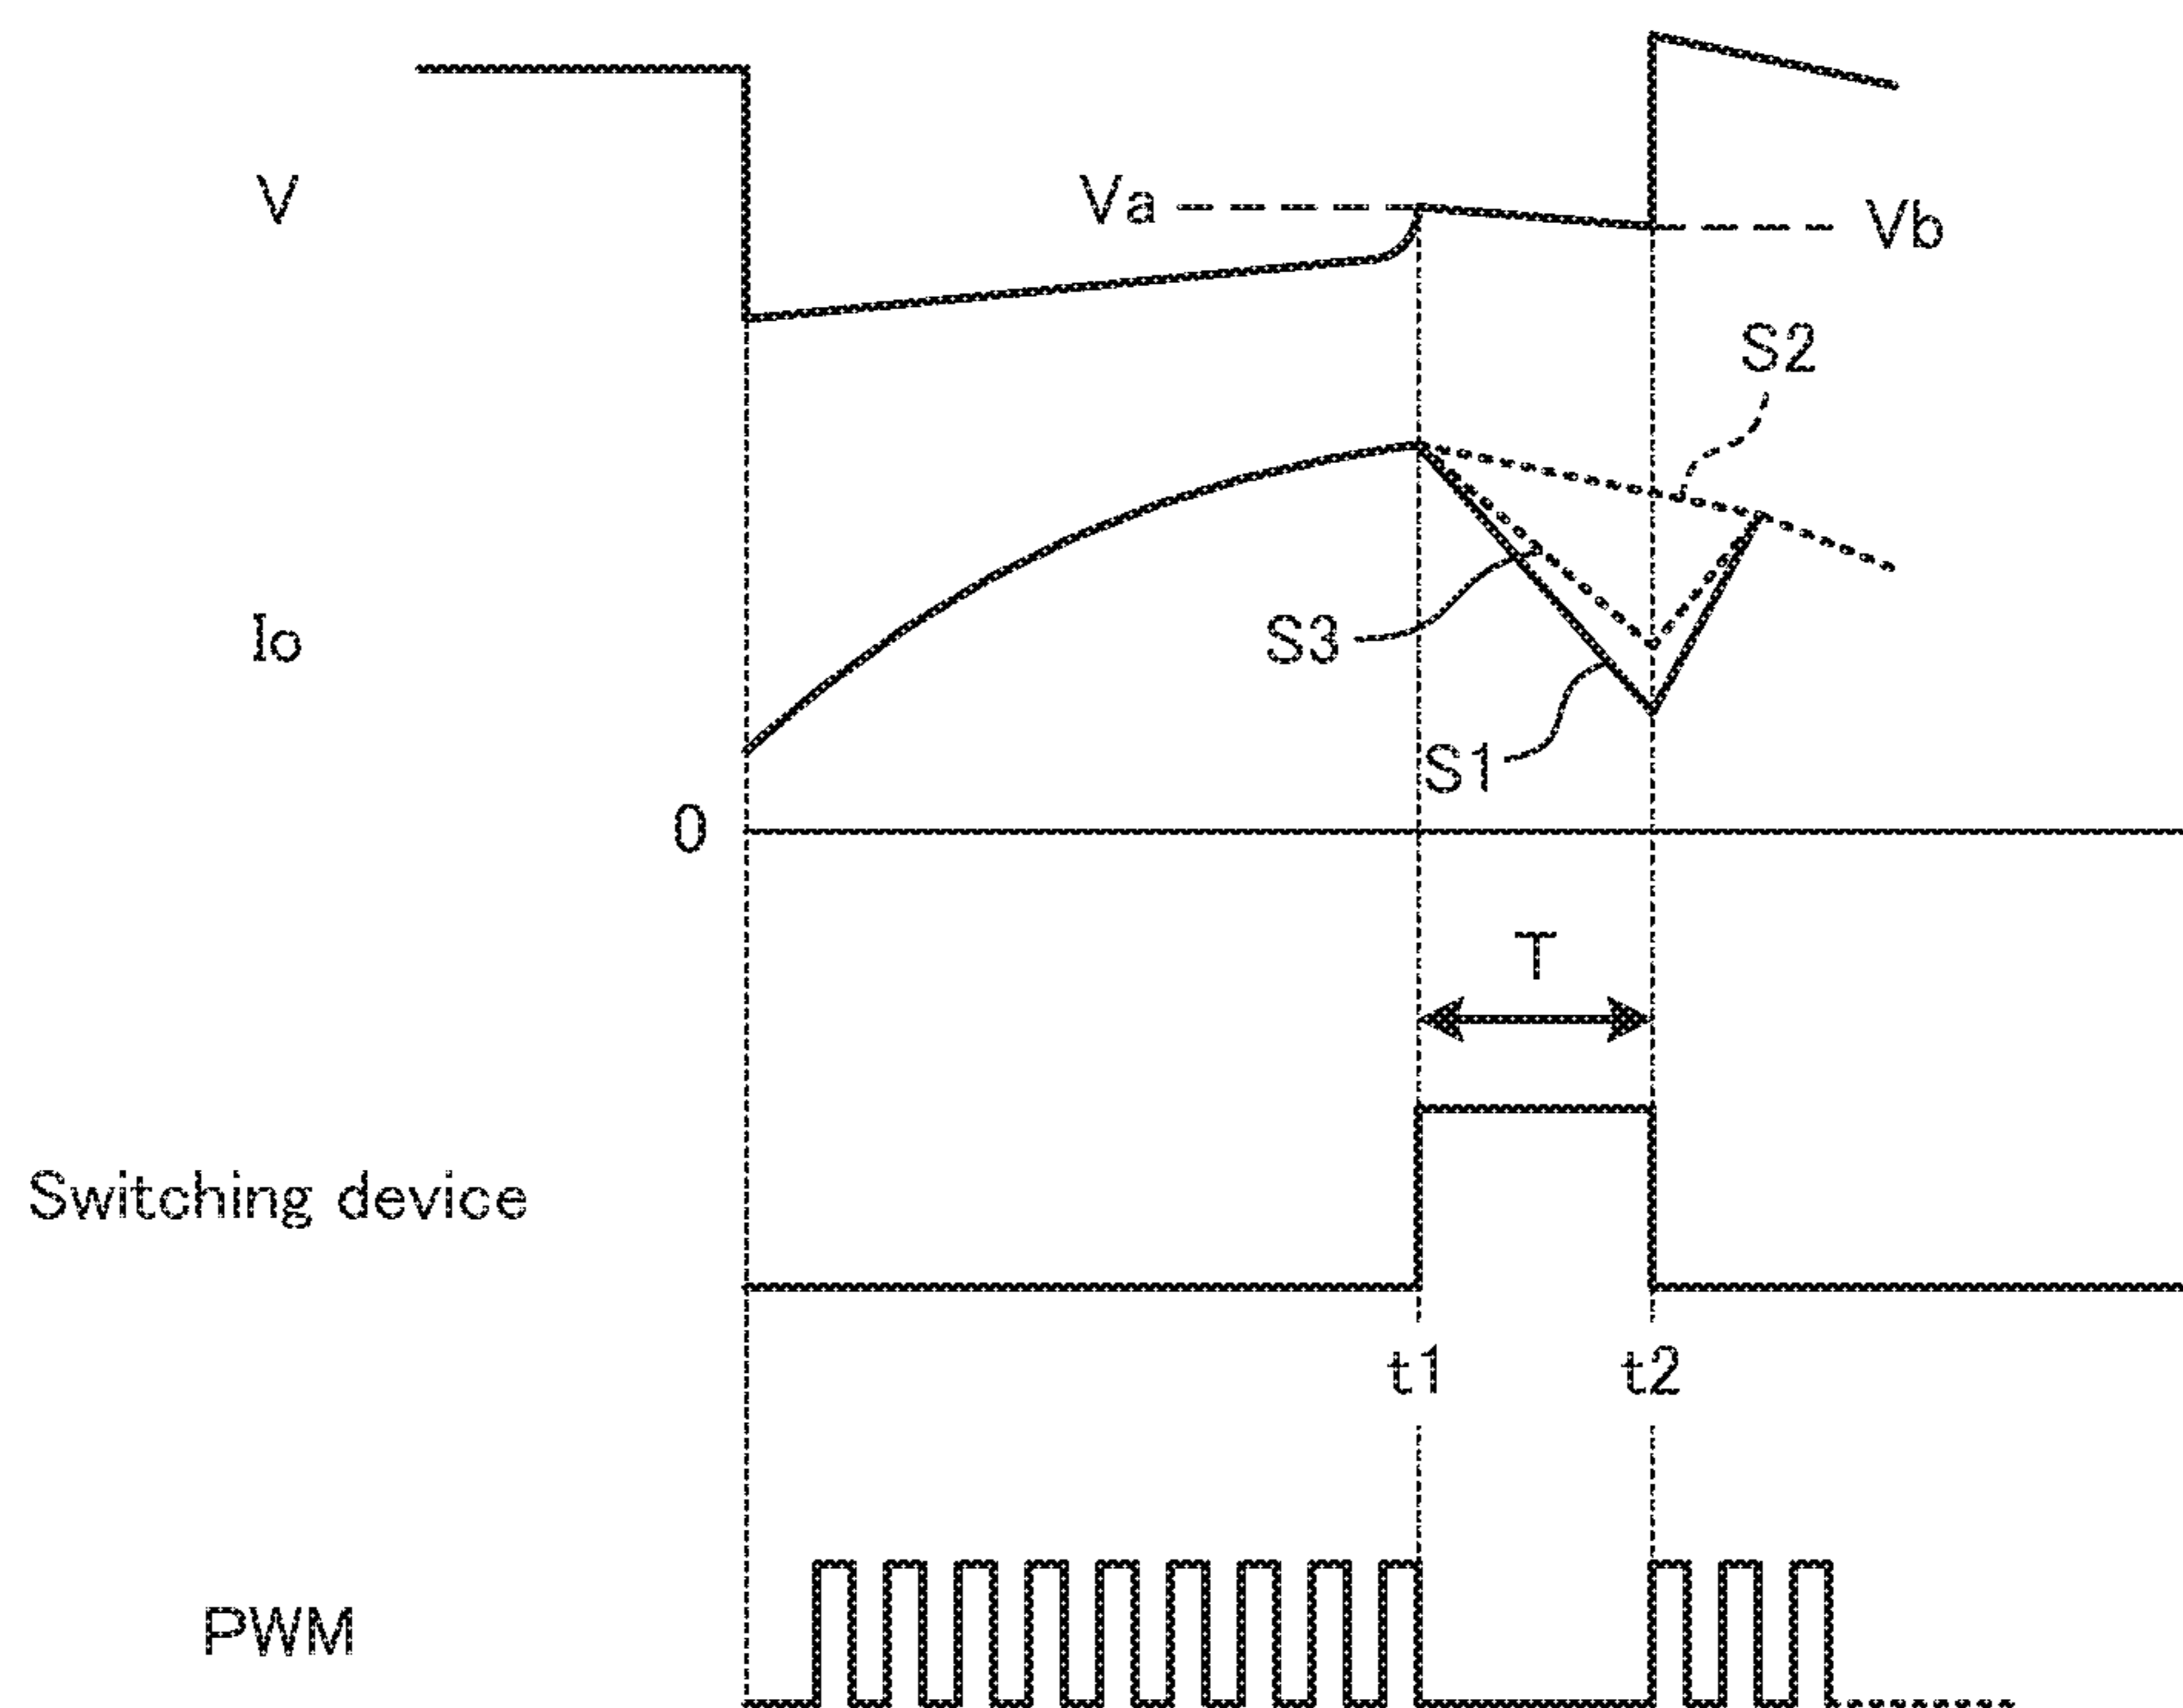 V
Va
Vb
S2
Io
S3
S1
0
T
Switching device
t1
t2
PWM